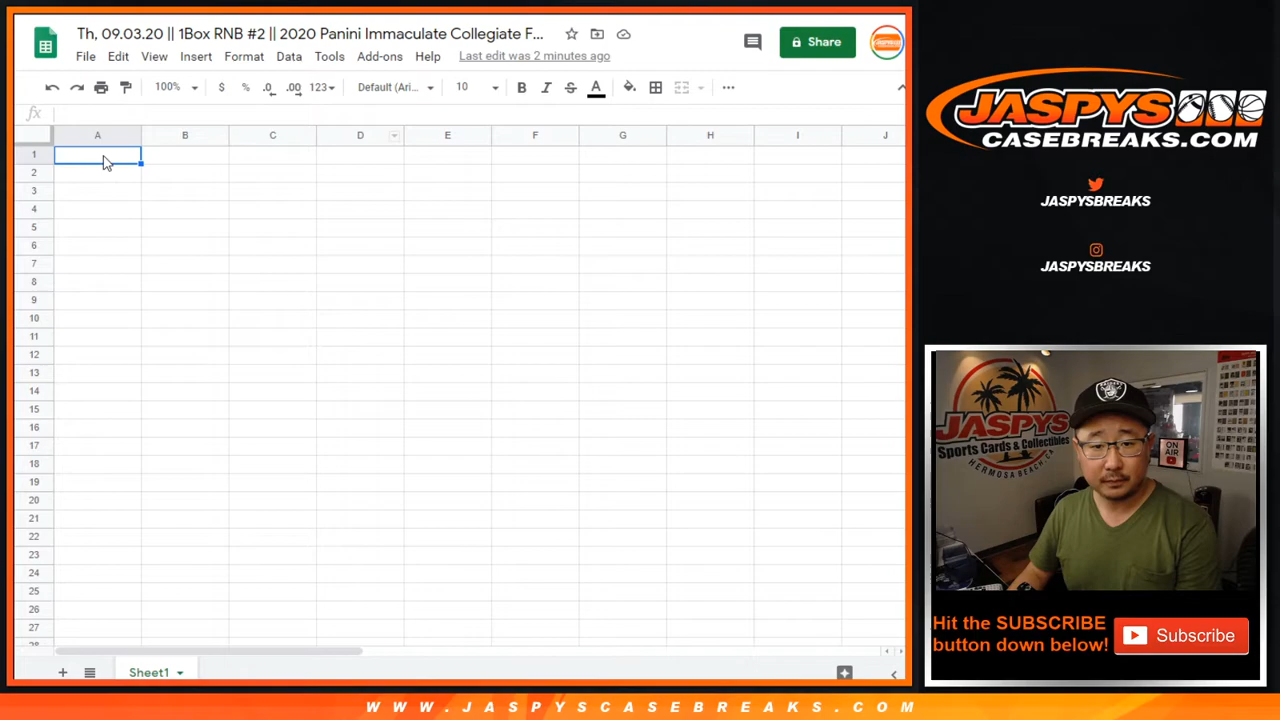 Th, 09.03.20 || 1Box RNB #2 || 2020 Panini Immaculate Collegiate F...
Share
File Edit View Insert Format Data Tools Add-ons Help Last edit was 2 minutes ago
100% $ % .0 .00 123 Default (Ari... 10 B I S A
fx
A B C D E F G H I J
1
2
3
4
5
6
7
8
9
10
11
12
13
14
15
16
17
18
19
20
21
22
23
24
25
26
27
28
Sheet1
JASPYS
CASEBREAKS.COM
JASPYSBREAKS
JASPYSBREAKS
JASPYS
Sports Cards & Collectibles
HERMOSA BEACH, CA
ON
AIR
RAIDERS
Hit the SUBSCRIBE
button down below!
Subscribe
WWW.JASPYSCASEBREAKS.COM